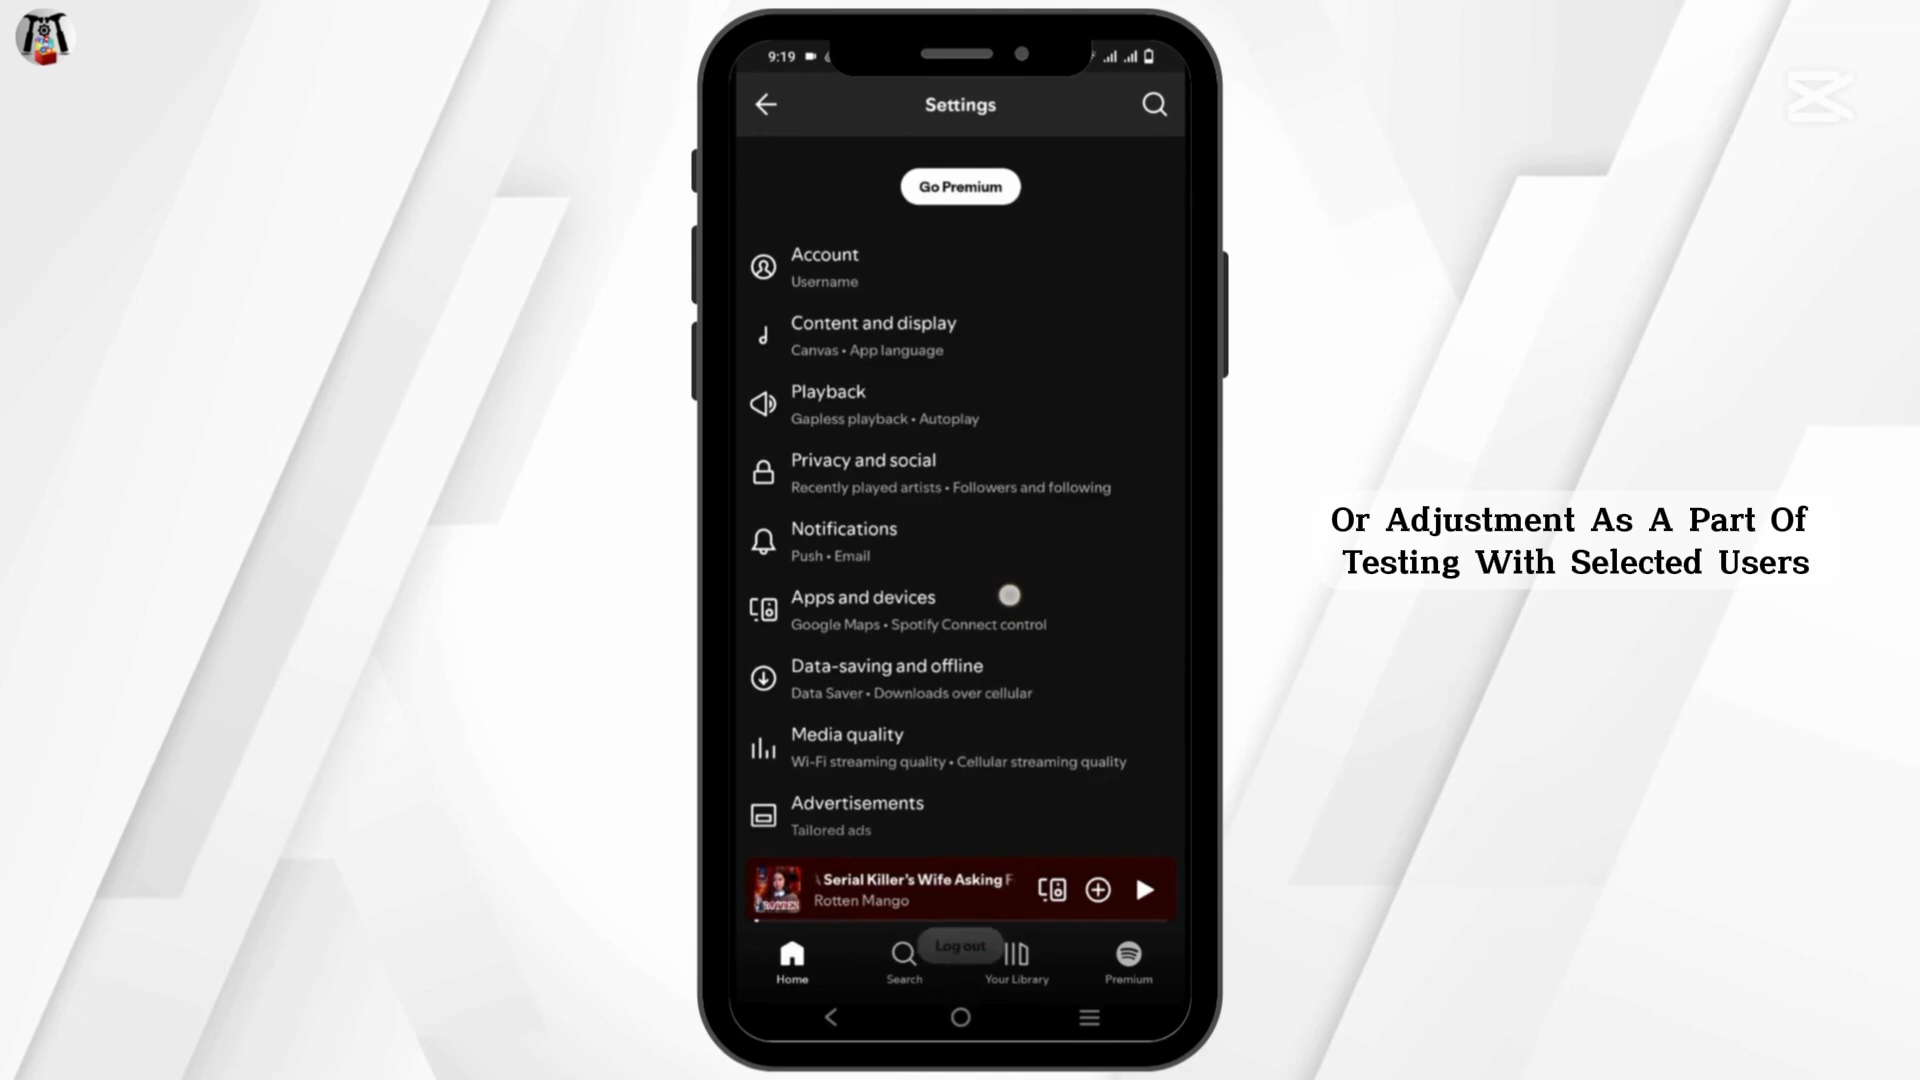 9:19
Settings
Go Premium
Account
Username
Content and display
Canvas • App language
Playback
Gapless playback • Autoplay
Privacy and social
Recently played artists • Followers and following
Notifications
Push • Email
Apps and devices
Google Maps • Spotify Connect control
Data-saving and offline
Data Saver • Downloads over cellular
Media quality
Wi-Fi streaming quality • Cellular streaming quality
Advertisements
Tailored ads
Serial Killer's Wife Asking F
Rotten Mango
ROTTEN
Log out
Home
Search
Your Library
Premium
Or Adjustment As A Part Of
Testing With Selected Users